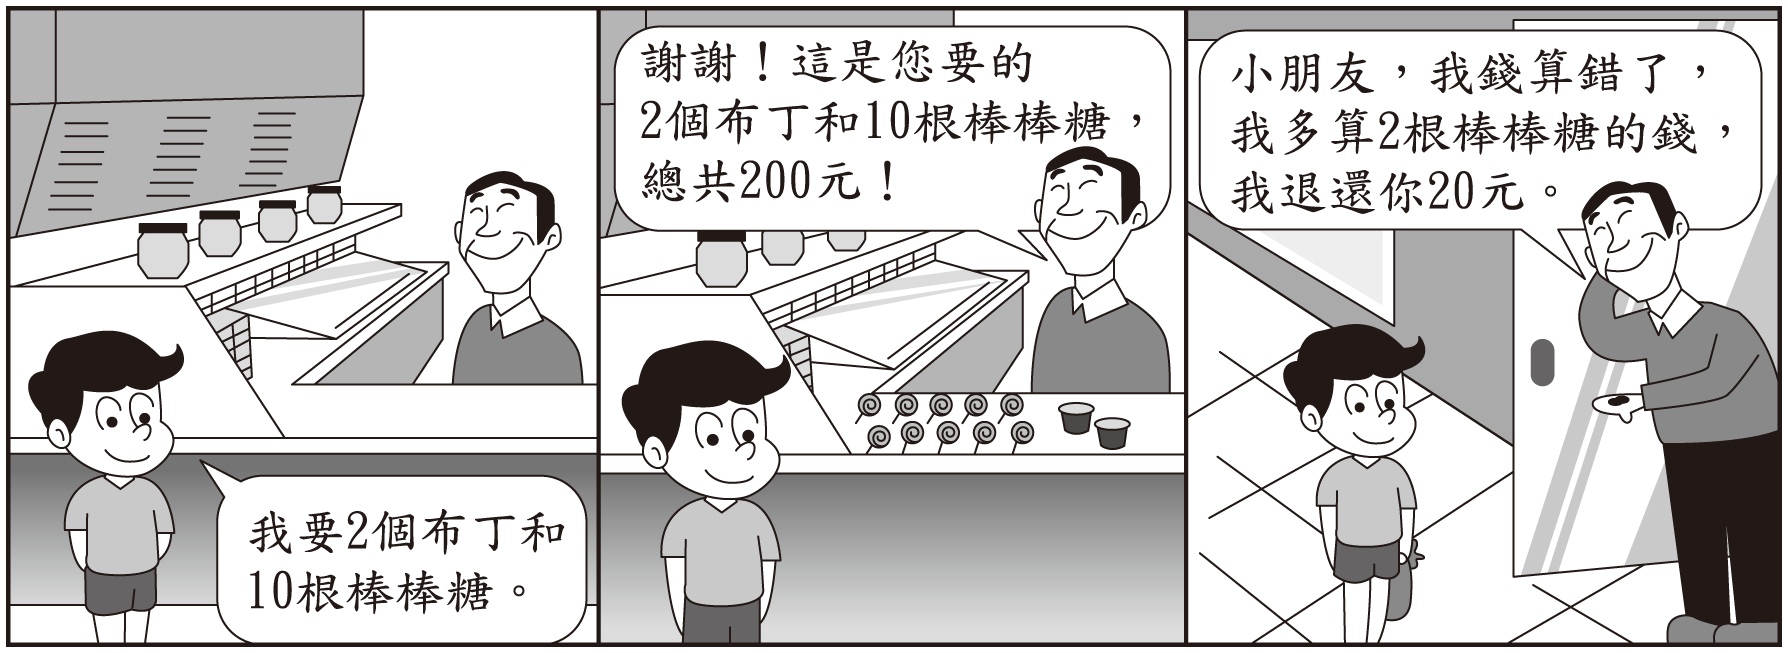 我要2個布丁和
10根棒棒糖。
謝謝！這是您要的
2個布丁和10根棒棒糖，
總共200元！
小朋友，我錢算錯了，
我多算2根棒棒糖的錢，
我退還你20元。